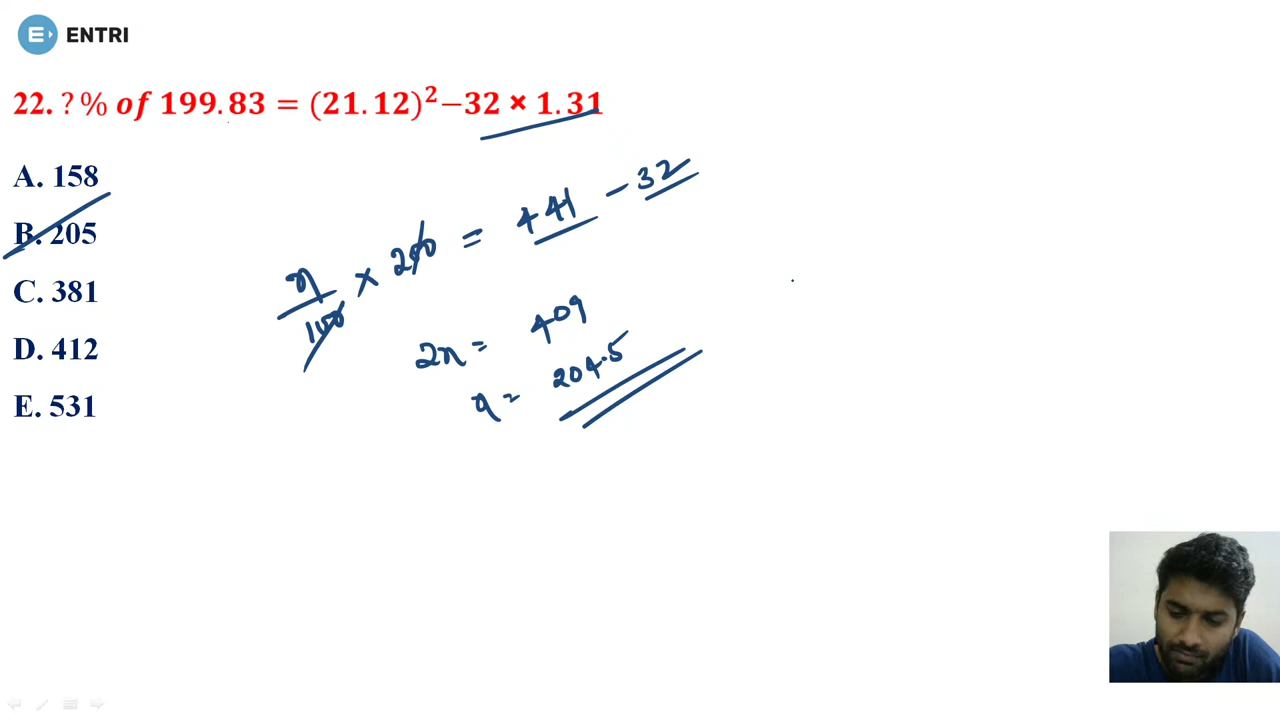 ENTRI
22. ? % of 199.83 = (21.12)² − 32 × 1.31
A. 158
B. 205
C. 381
D. 412
E. 531
x/100 × 200 = 441 − 32
2x = 409
x = 204.5